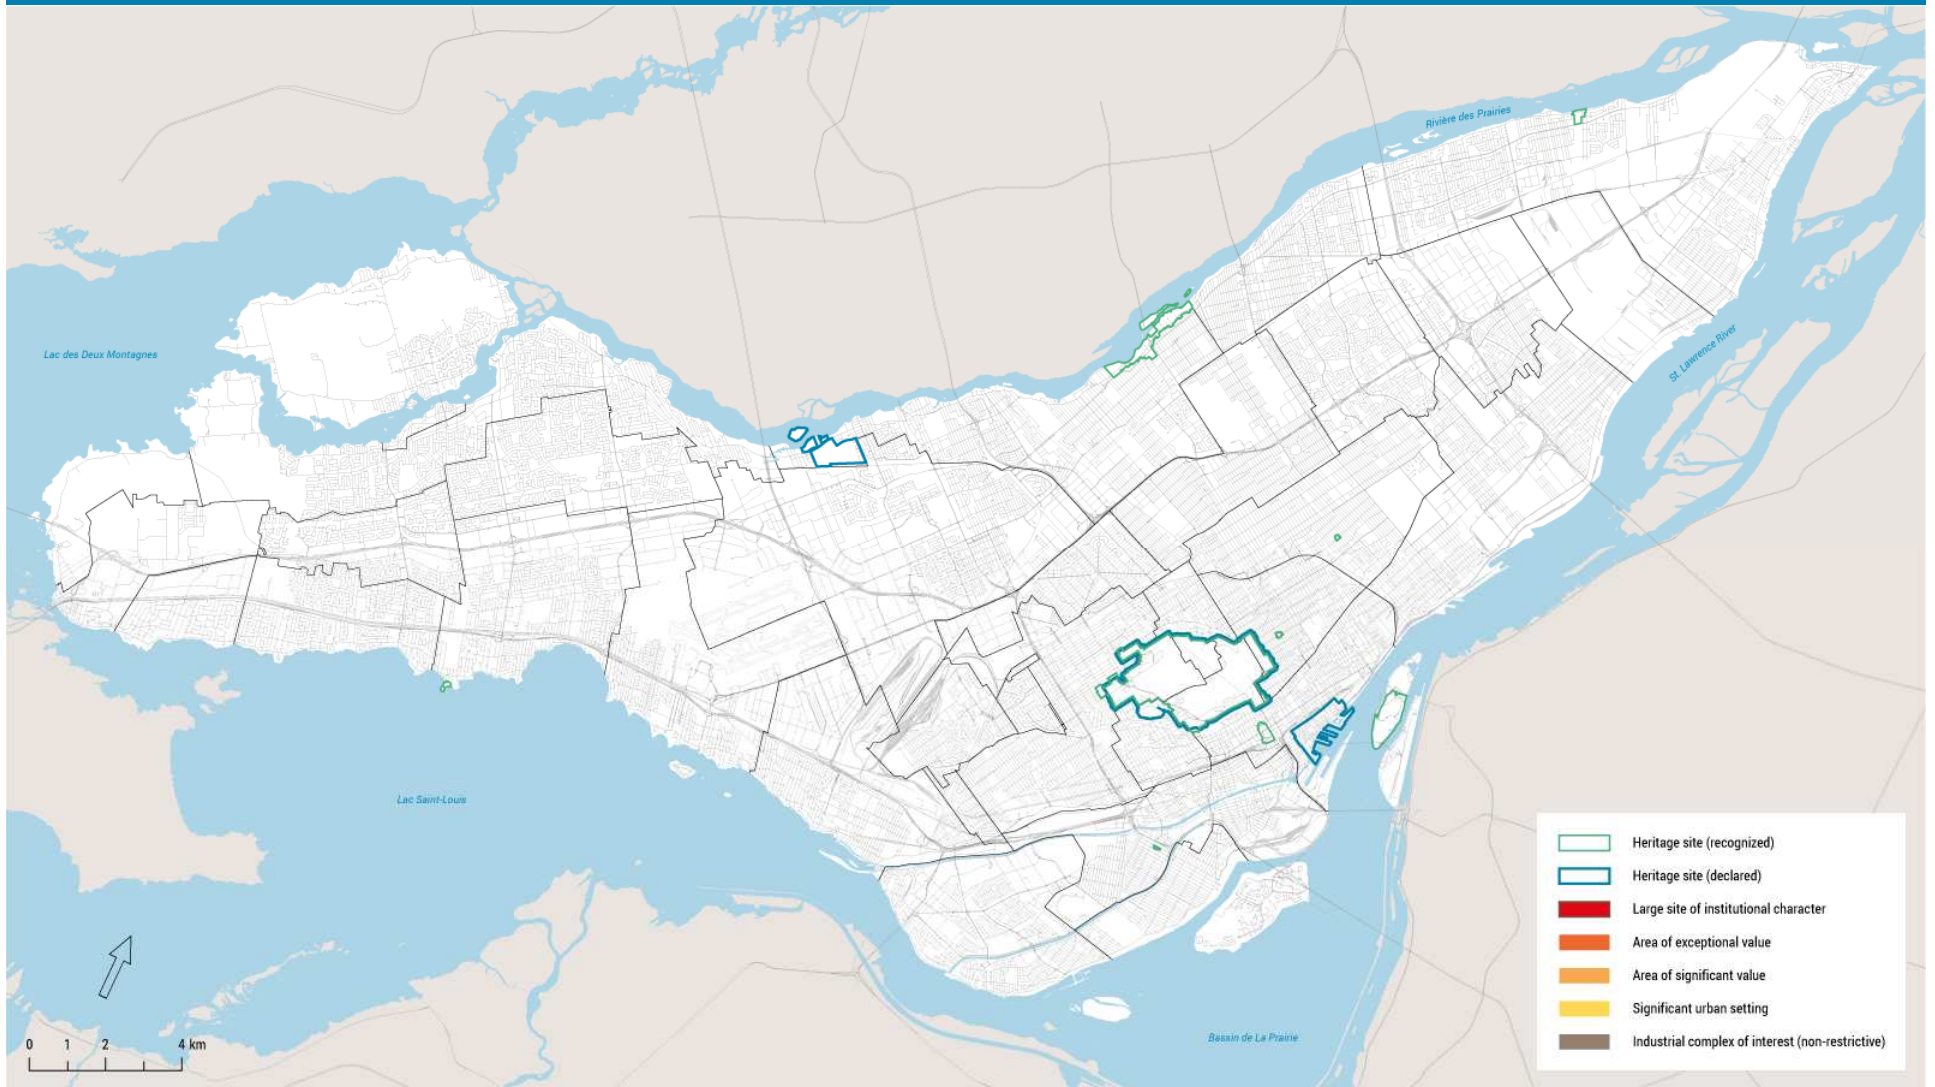 Rivière des Prairies
Lac des Deux Montagnes
St. Lawrence River
Lac Saint-Louis
Bassin de La Prairie
Heritage site (recognized)
Heritage site (declared)
Large site of institutional character
Area of exceptional value
Area of significant value
Significant urban setting
Industrial complex of interest (non-restrictive)
0 1 2 4 km